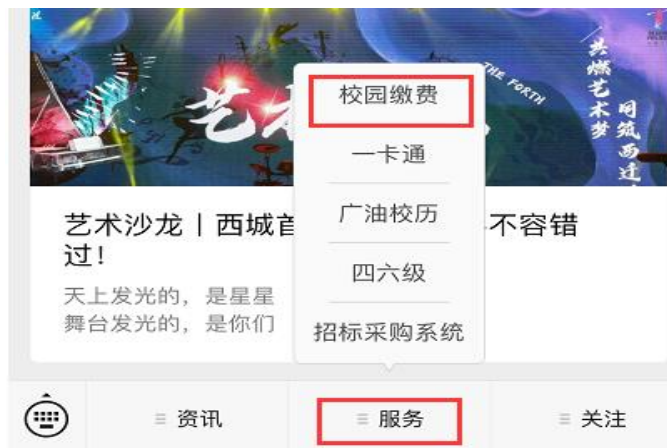 共燃艺术梦
同筑西迁
THE FORTH
艺术
校园缴费
一卡通
广油校历
四六级
招标采购系统
艺术沙龙丨西城首
不容错
过!
天上发光的，是星星
舞台发光的，是你们
资讯
服务
关注